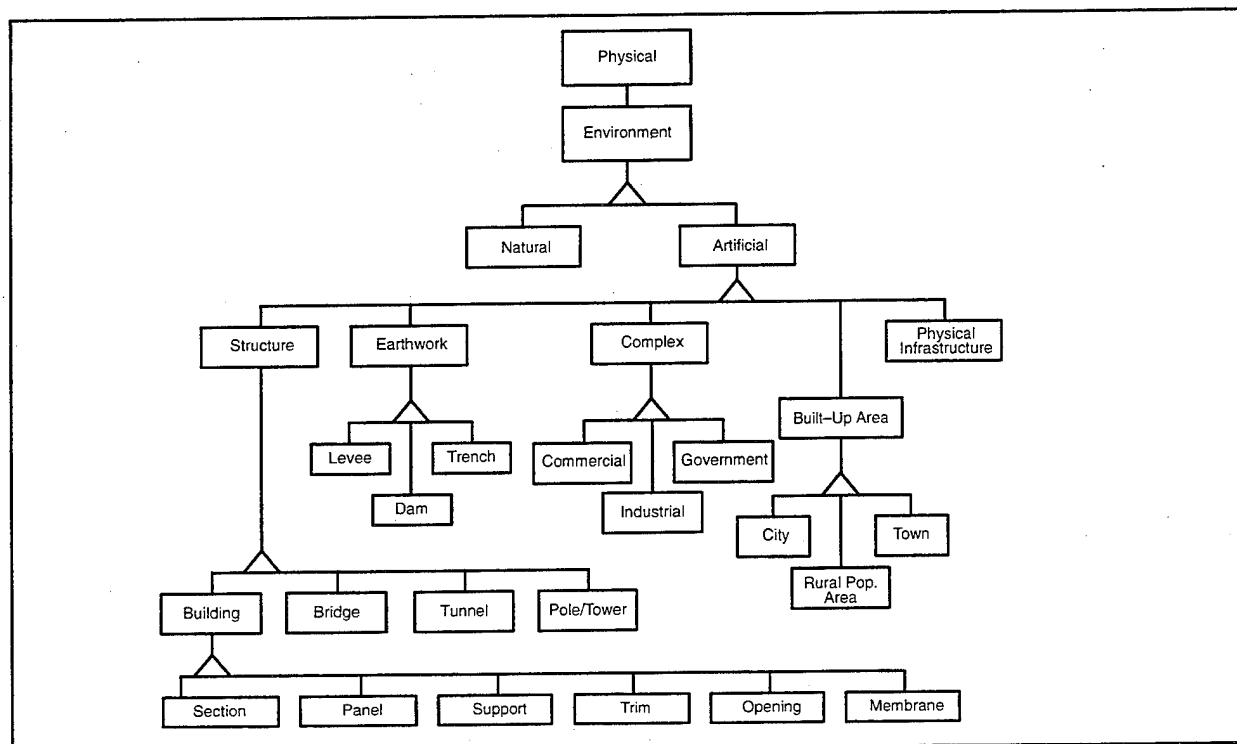 Physical
Environment
Natural
Artificial
Structure
Earthwork
Complex
Physical
Infrastructure
Built–Up Area
Levee
Trench
Commercial
Government
Dam
Industrial
City
Town
Rural Pop.
Area
Building
Bridge
Tunnel
Pole/Tower
Section
Panel
Support
Trim
Opening
Membrane